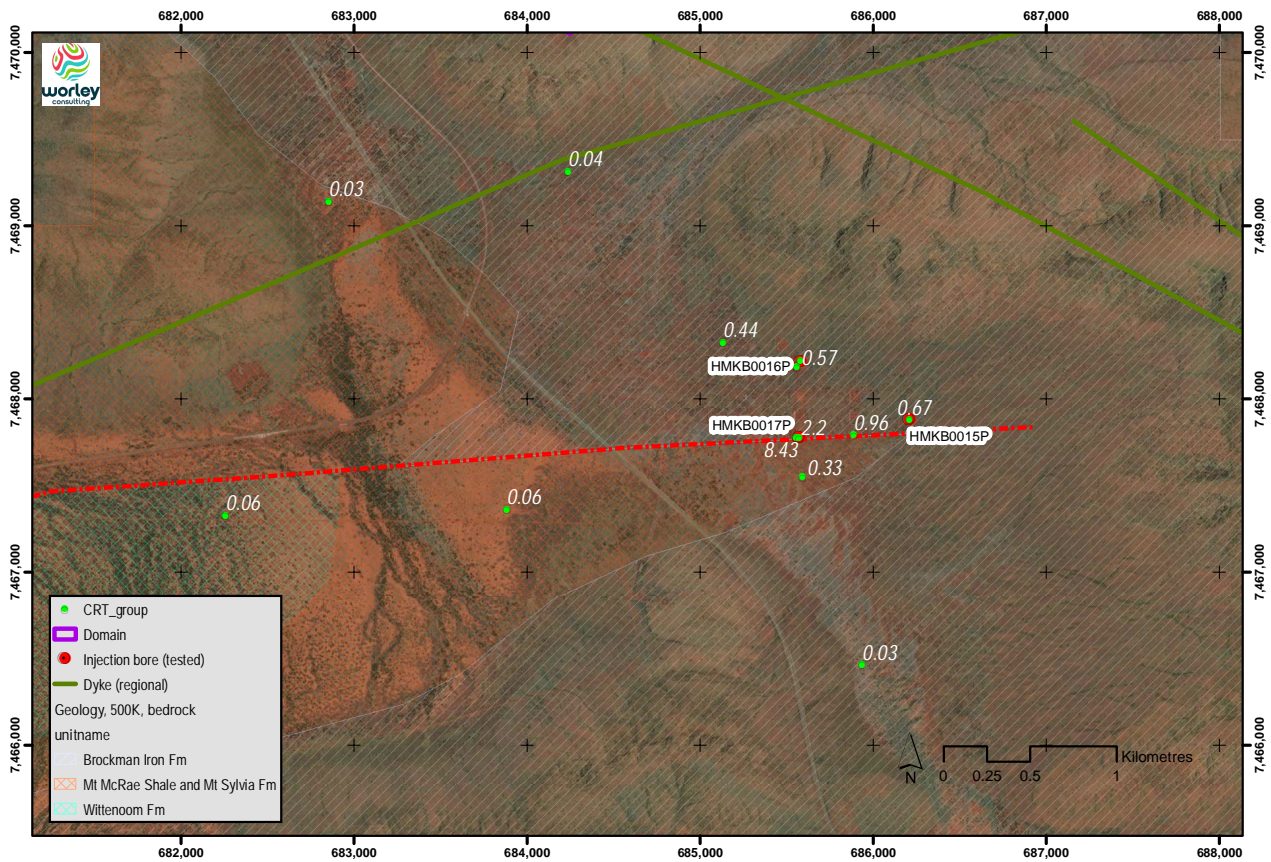 682,000 683,000 684,000 685,000 686,000 687,000 688,000
7,470,000 7,470,000
worley
consulting
0.04
0.03
7,469,000 7,469,000
0.44
0.57
HMKB0016P
7,468,000 7,468,000
0.67
HMKB0017P 2.2 0.96 HMKB0015P
8.43
0.33
0.06 0.06
7,467,000 7,467,000
CRT_group
Domain
Injection bore (tested)
Dyke (regional)
Geology, 500K, bedrock
unitname
Brockman Iron Fm
Mt McRae Shale and Mt Sylvia Fm
Wittenoom Fm
0.03
7,466,000 7,466,000
N
0 0.25 0.5 1
Kilometres
682,000 683,000 684,000 685,000 686,000 687,000 688,000